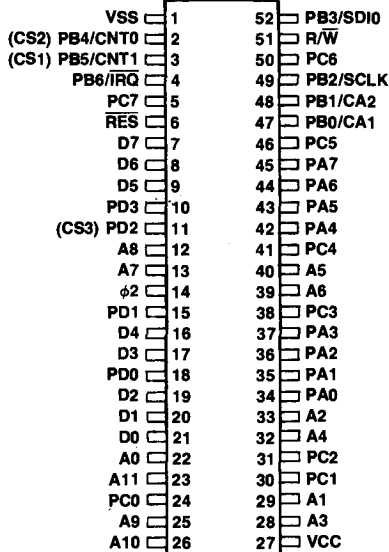 VSS 1 52 PB3/SDI0
(CS2) PB4/CNT0 2 51 R/W̅
(CS1) PB5/CNT1 3 50 PC6
PB6/I̅R̅Q̅ 4 49 PB2/SCLK
PC7 5 48 PB1/CA2
R̅E̅S̅ 6 47 PB0/CA1
D7 7 46 PC5
D6 8 45 PA7
D5 9 44 PA6
PD3 10 43 PA5
(CS3) PD2 11 42 PA4
A8 12 41 PC4
A7 13 40 A5
ϕ2 14 39 A6
PD1 15 38 PC3
D4 16 37 PA3
D3 17 36 PA2
PD0 18 35 PA1
D2 19 34 PA0
D1 20 33 A2
D0 21 32 A4
A0 22 31 PC2
A11 23 30 PC1
PC0 24 29 A1
A9 25 28 A3
A10 26 27 VCC